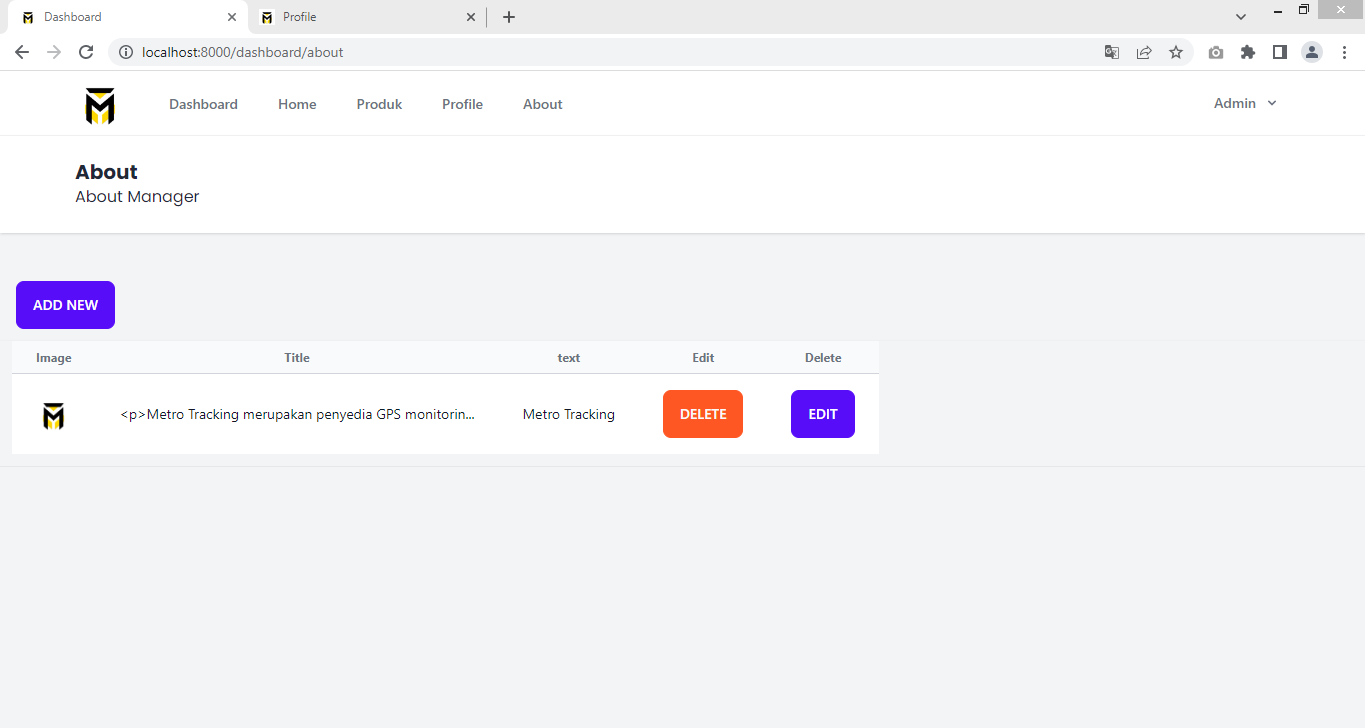 Dashboard
Profile
localhost:8000/dashboard/about
Dashboard Home Produk Profile About Admin
About
About Manager
ADD NEW
Image Title text Edit Delete
<p>Metro Tracking merupakan penyedia GPS monitorin... Metro Tracking DELETE EDIT